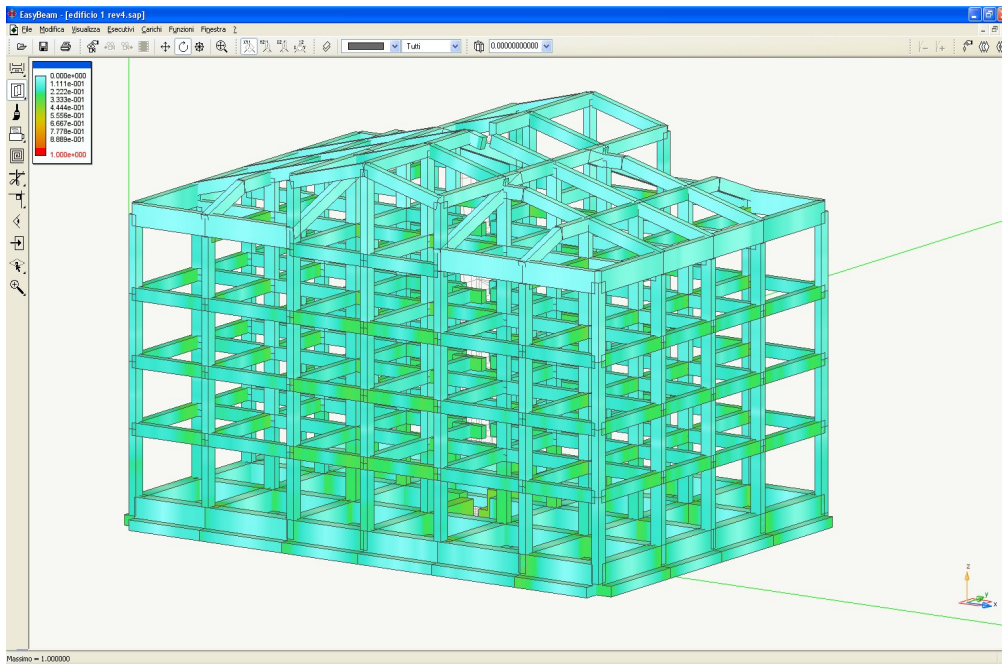 EasyBeam - [edificio 1 rev4.sap]
File Modifica Visualizza Esecutivi Carichi Funzioni Finestra ?
Tutti 0.00000000000
0.000e+000
1.111e-001
2.222e-001
3.333e-001
4.444e-001
5.556e-001
6.667e-001
7.778e-001
8.889e-001
1.000e+000
z
y
x
Massimo = 1.000000